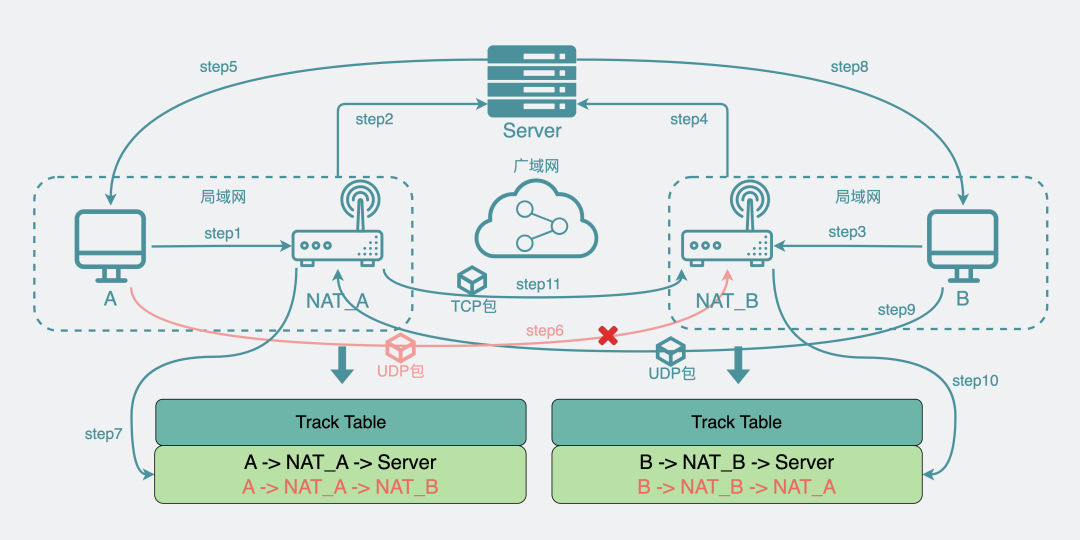 step5
step8
step2
step4
Server
广域网
局域网
局域网
step1
step3
A
NAT_A
step11
TCP包
NAT_B
B
step9
step6
UDP包
UDP包
step10
step7
Track Table
A -> NAT_A -> Server
A -> NAT_A -> NAT_B
Track Table
B -> NAT_B -> Server
B -> NAT_B -> NAT_A